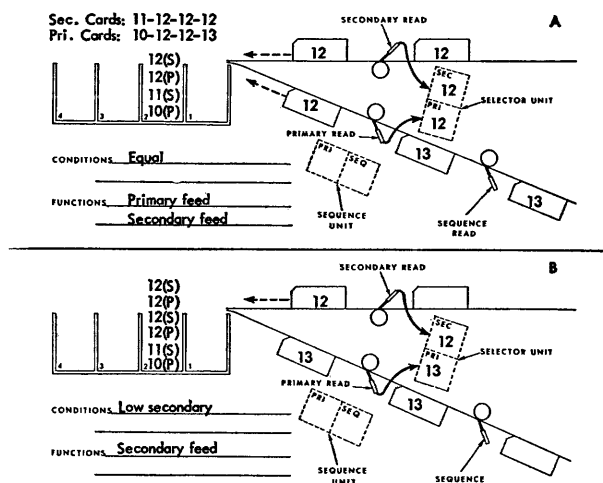 Sec. Cards: 11-12-12-12
Pri. Cards: 10-12-12-13
A
SECONDARY READ
12
12
12(S)
12(P)
11(S)
10(P)
4
3
2
1
SEC
12
PRI
12
SELECTOR UNIT
12
PRIMARY READ
13
13
PRI
SEQ
SEQUENCE
UNIT
SEQUENCE
READ
CONDITIONS Equal
FUNCTIONS Primary feed
Secondary feed
B
SECONDARY READ
12
12(S)
12(P)
12(S)
12(P)
11(S)
10(P)
4
3
2
1
SEC
12
PRI
13
SELECTOR UNIT
13
PRIMARY READ
13
PRI
SEQ
SEQUENCE
UNIT
SEQUENCE
CONDITIONS Low secondary
FUNCTIONS Secondary feed